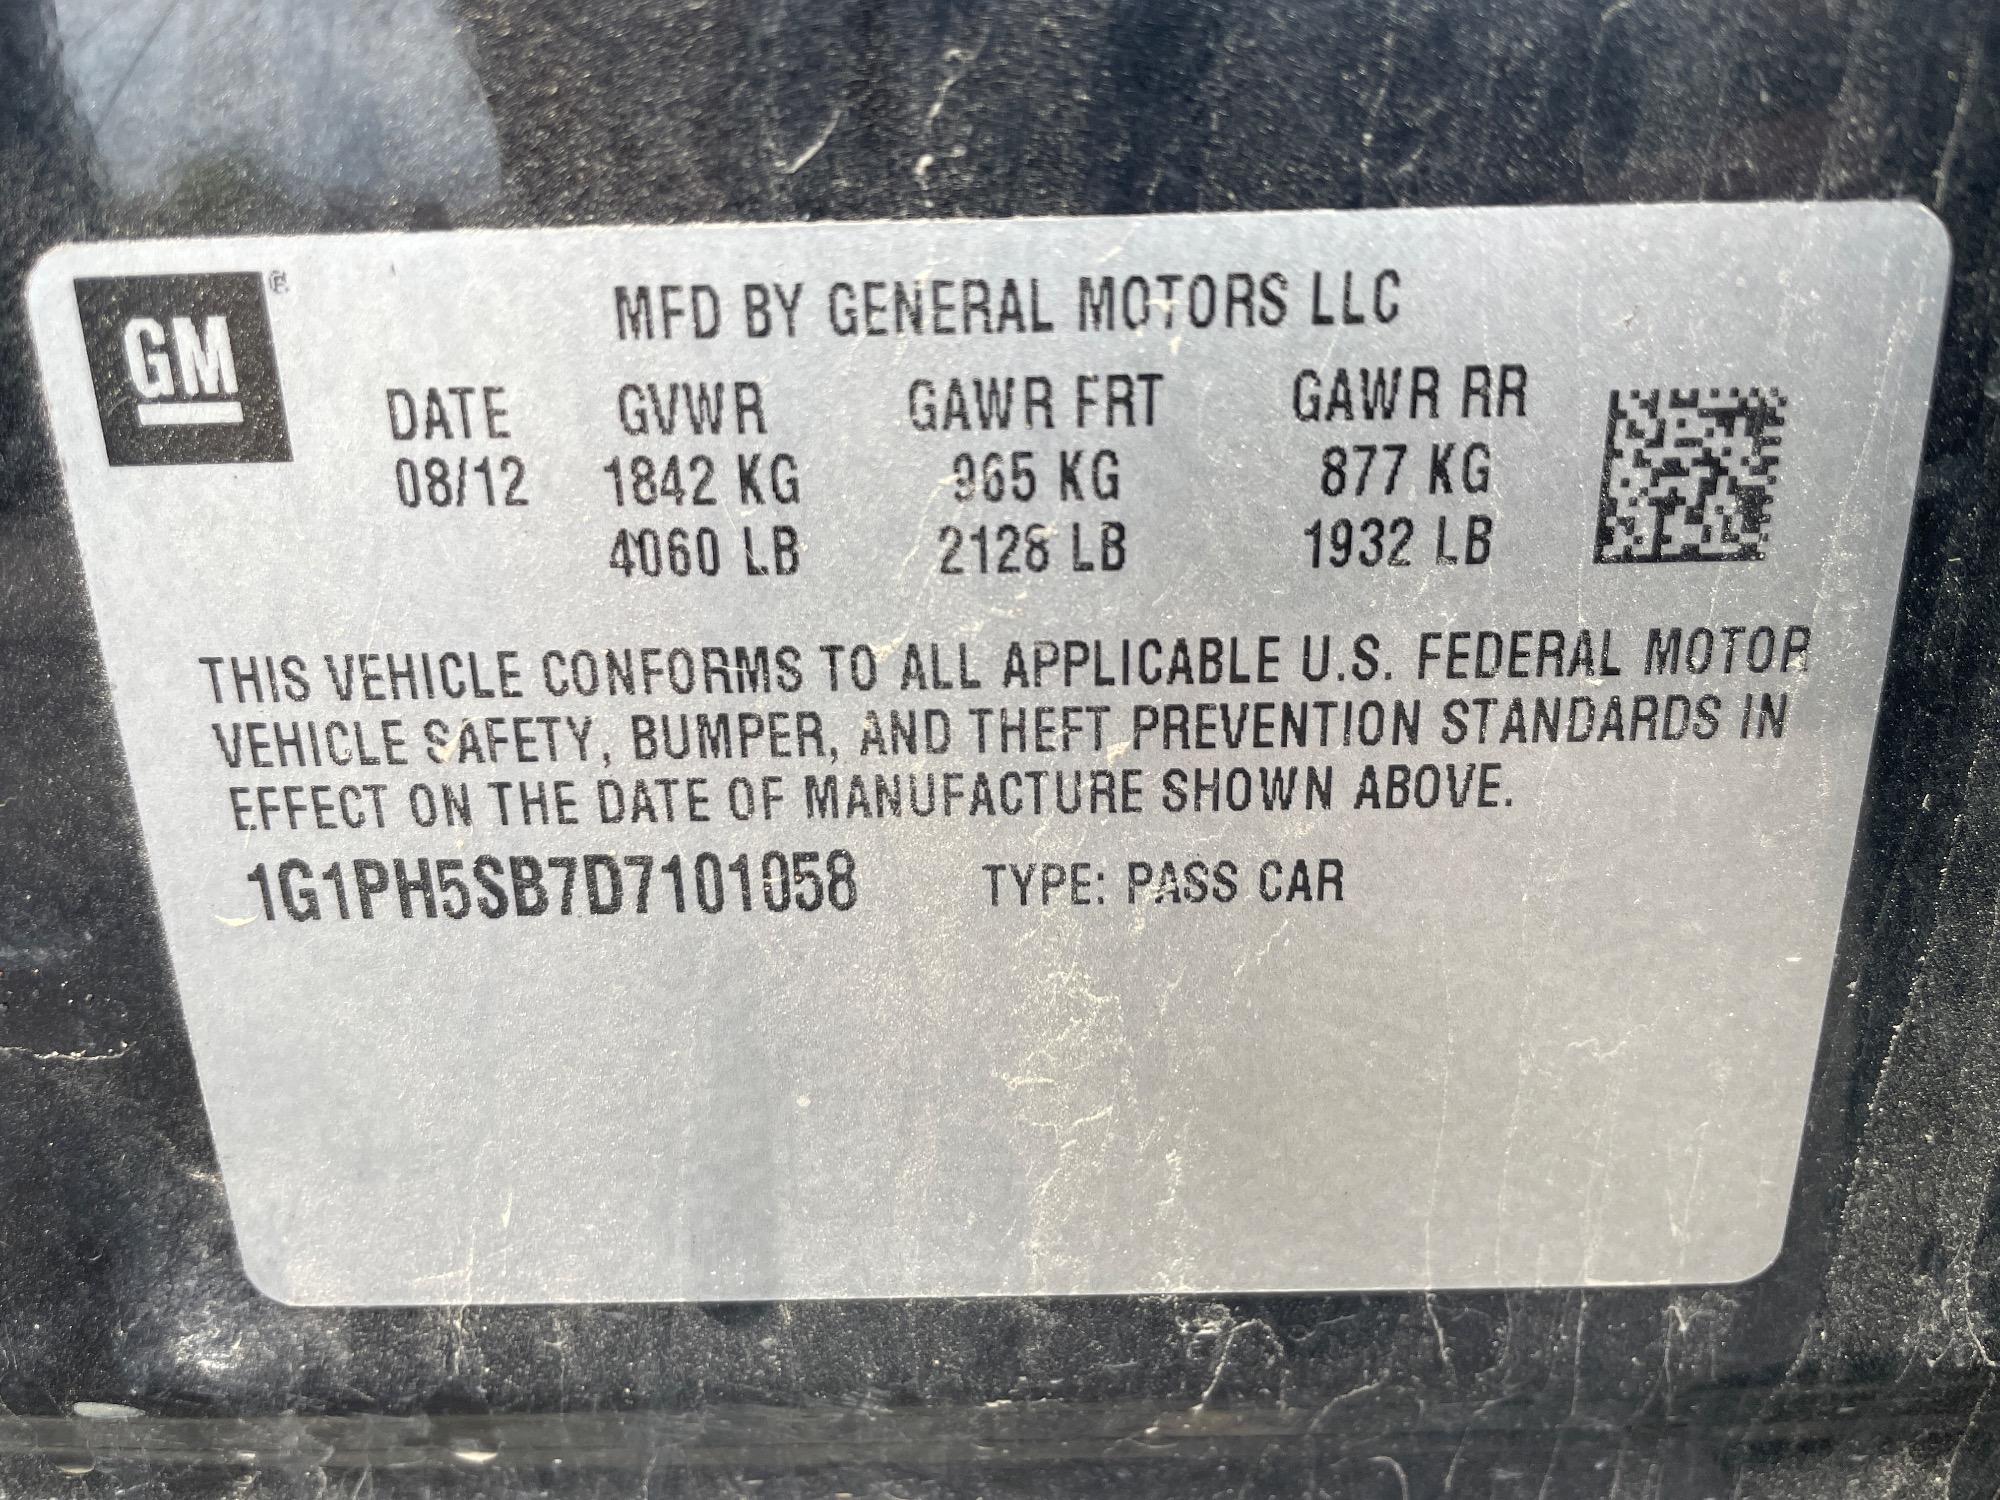 GM ®
MFD BY GENERAL MOTORS LLC
DATE GVWR GAWR FRT GAWR RR
08/12 1842 KG 965 KG 877 KG
4060 LB 2128 LB 1932 LB
THIS VEHICLE CONFORMS TO ALL APPLICABLE U.S. FEDERAL MOTOR
VEHICLE SAFETY, BUMPER, AND THEFT PREVENTION STANDARDS IN
EFFECT ON THE DATE OF MANUFACTURE SHOWN ABOVE.
1G1PH5SB7D7101058 TYPE: PASS CAR